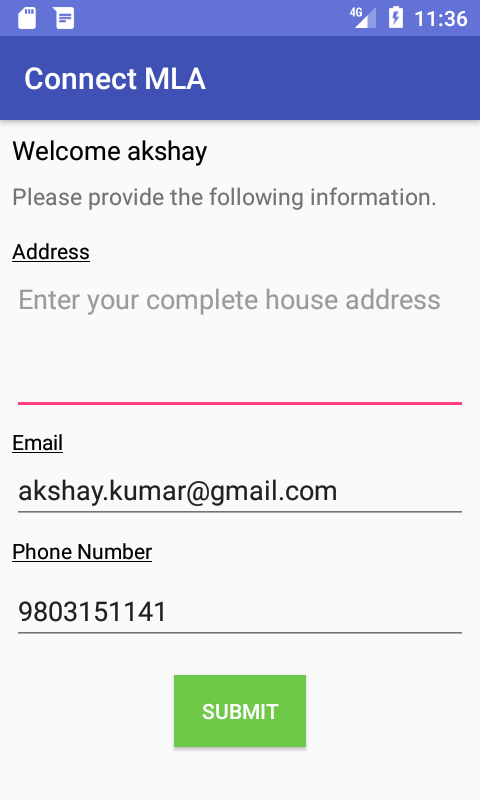 4G 11:36
Connect MLA
Welcome akshay
Please provide the following information.
Address
Enter your complete house address
Email
akshay.kumar@gmail.com
Phone Number
9803151141
SUBMIT